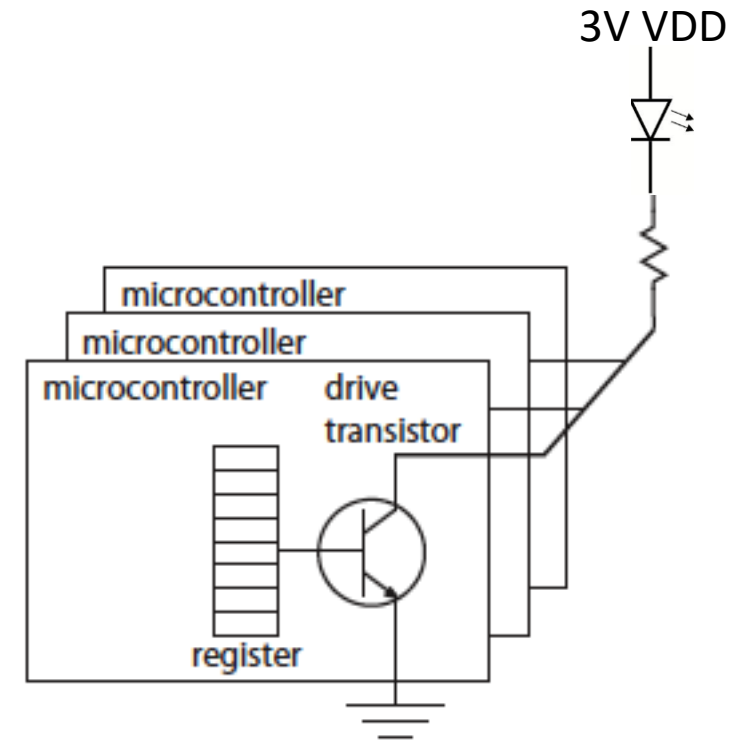 3V VDD
microcontroller
microcontroller
microcontroller drive
transistor
register